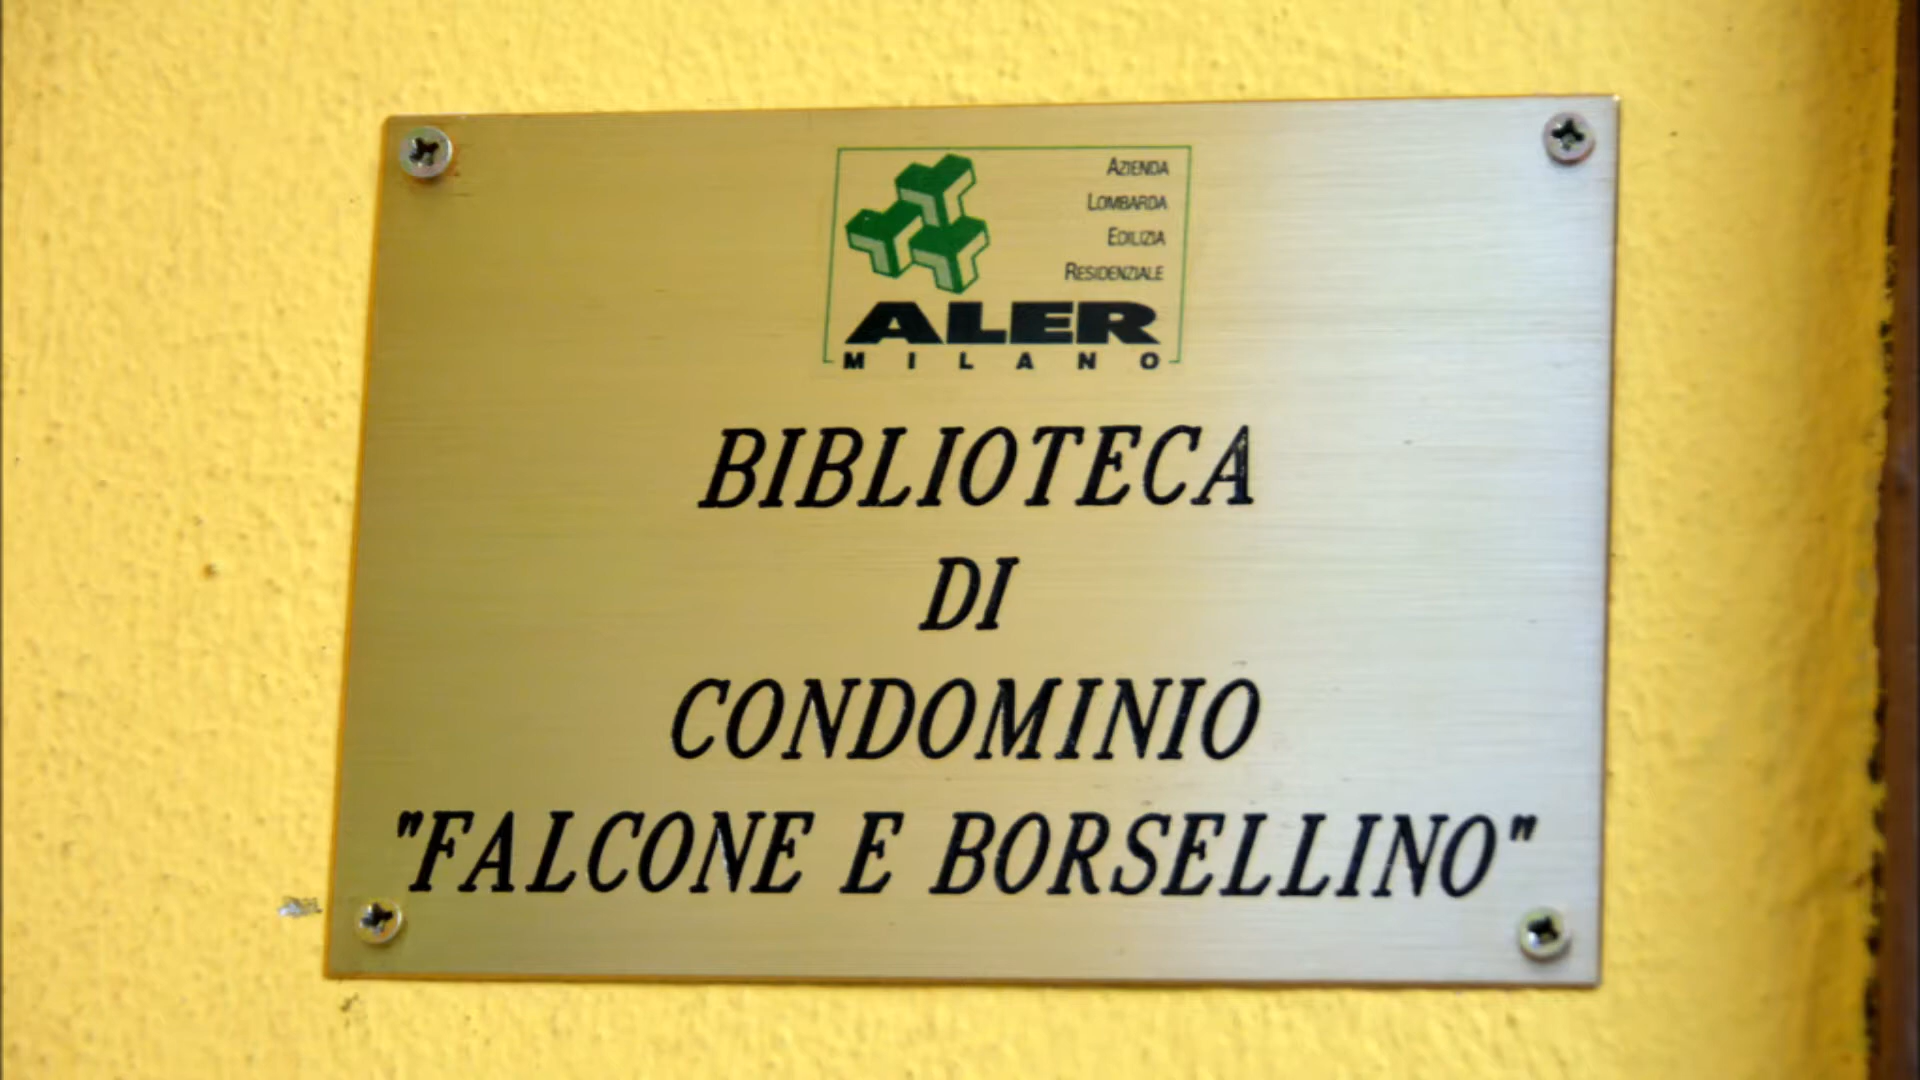 AZIENDA
LOMBARDA
EDILIZIA
RESIDENZIALE
ALER
MILANO
BIBLIOTECA
DI
CONDOMINIO
"FALCONE E BORSELLINO"